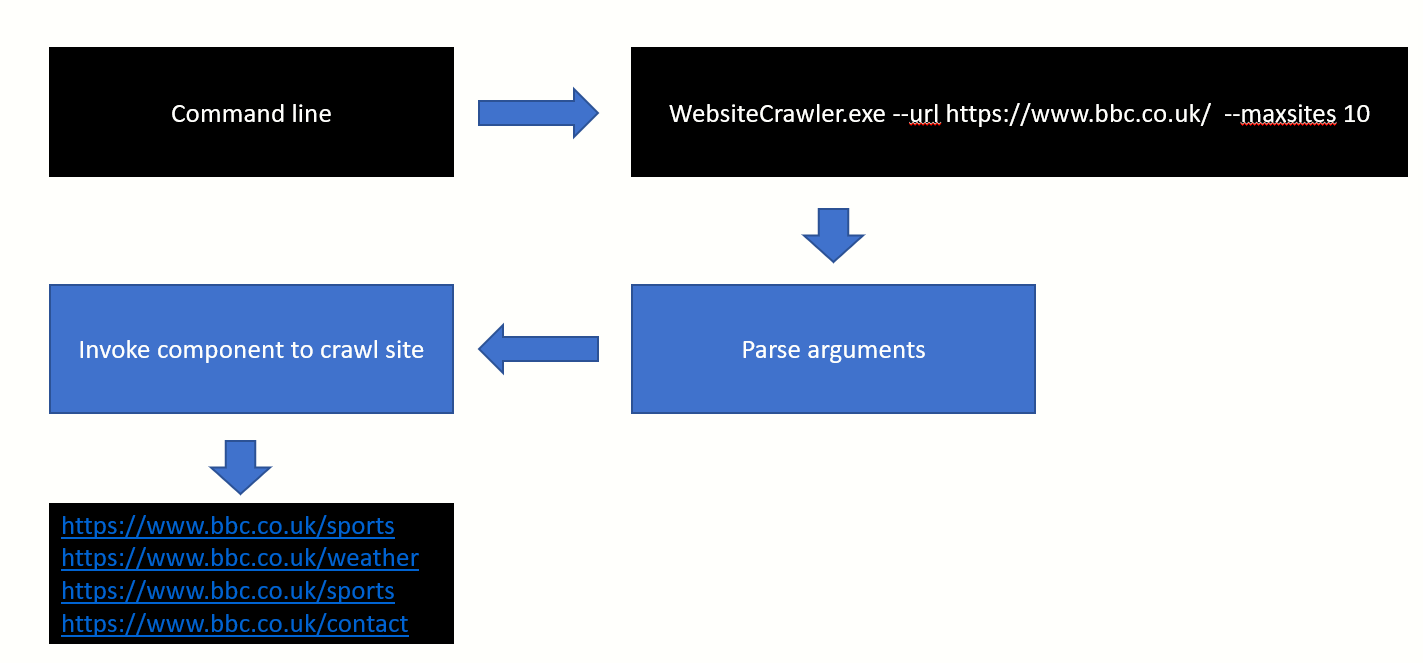 Command line
WebsiteCrawler.exe --url https://www.bbc.co.uk/  --maxsites 10
Invoke component to crawl site
Parse arguments
https://www.bbc.co.uk/sports
https://www.bbc.co.uk/weather
https://www.bbc.co.uk/sports
https://www.bbc.co.uk/contact